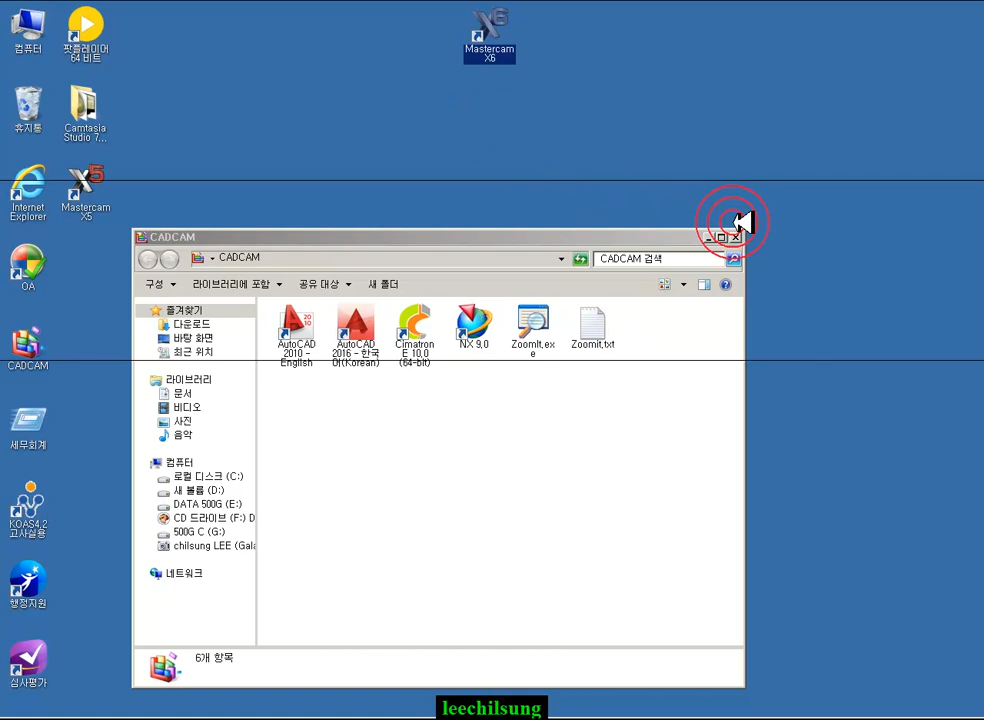 컴퓨터
팟플레이어
64 비트
휴지통
Camtasia
Studio 7...
Internet
Explorer
Mastercam
X5
OA
CADCAM
세무회계
KOAS4.2
고사실용
행정지원
심사평가
X6
Mastercam
X6
CADCAM
CADCAM
CADCAM 검색
구성
라이브러리에 포함
공유 대상
새 폴더
즐겨찾기
다운로드
바탕 화면
최근 위치
라이브러리
문서
비디오
사진
음악
컴퓨터
로컬 디스크 (C:)
새 볼륨 (D:)
DATA 500G (E:)
CD 드라이브 (F:) D
500G C (G:)
chilsung LEE (Gala
네트워크
AutoCAD
2010 -
English
AutoCAD
2016 - 한국
어(Korean)
Cimatron
E 10,0
(64-bit)
NX 9,0
ZoomIt,ex
e
Zoomit,txt
6개 항목
leechilsung